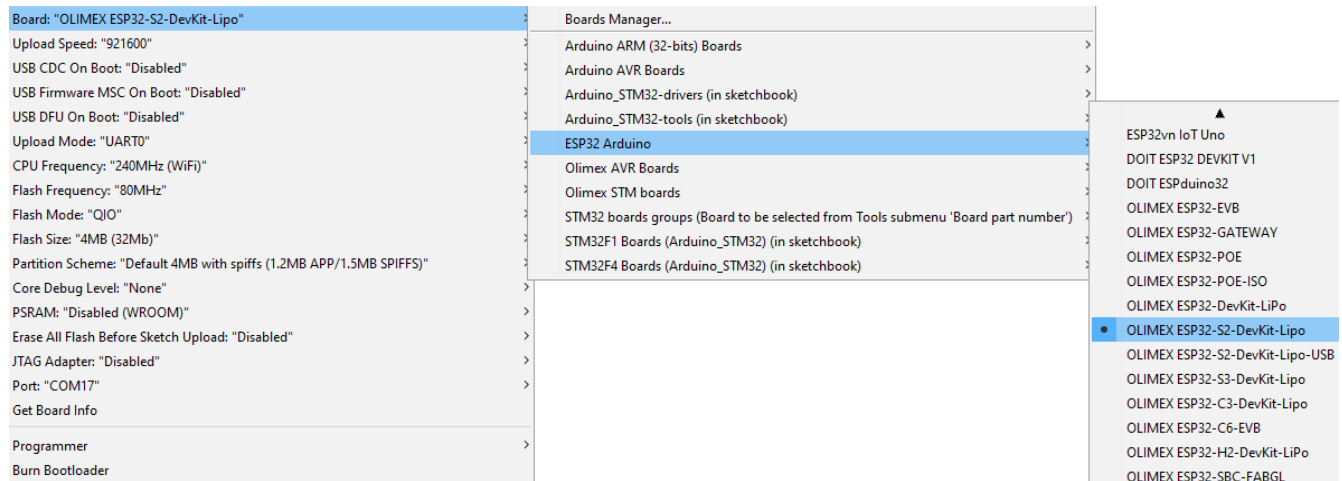 Board: "OLIMEX ESP32-S2-DevKit-Lipo"
Upload Speed: "921600"
USB CDC On Boot: "Disabled"
USB Firmware MSC On Boot: "Disabled"
USB DFU On Boot: "Disabled"
Upload Mode: "UART0"
CPU Frequency: "240MHz (WiFi)"
Flash Frequency: "80MHz"
Flash Mode: "QIO"
Flash Size: "4MB (32Mb)"
Partition Scheme: "Default 4MB with spiffs (1.2MB APP/1.5MB SPIFFS)"
Core Debug Level: "None"
PSRAM: "Disabled (WROOM)"
Erase All Flash Before Sketch Upload: "Disabled"
JTAG Adapter: "Disabled"
Port: "COM17"
Get Board Info
Programmer
Burn Bootloader
Boards Manager...
Arduino ARM (32-bits) Boards
Arduino AVR Boards
Arduino_STM32-drivers (in sketchbook)
Arduino_STM32-tools (in sketchbook)
ESP32 Arduino
Olimex AVR Boards
Olimex STM boards
STM32 boards groups (Board to be selected from Tools submenu 'Board part number')
STM32F1 Boards (Arduino_STM32) (in sketchbook)
STM32F4 Boards (Arduino_STM32) (in sketchbook)
ESP32vn IoT Uno
DOIT ESP32 DEVKIT V1
DOIT ESPduino32
OLIMEX ESP32-EVB
OLIMEX ESP32-GATEWAY
OLIMEX ESP32-POE
OLIMEX ESP32-POE-ISO
OLIMEX ESP32-DevKit-LiPo
OLIMEX ESP32-S2-DevKit-Lipo
OLIMEX ESP32-S2-DevKit-Lipo-USB
OLIMEX ESP32-S3-DevKit-Lipo
OLIMEX ESP32-C3-DevKit-Lipo
OLIMEX ESP32-C6-EVB
OLIMEX ESP32-H2-DevKit-LiPo
OLIMEX ESP32-SBC-FABGL